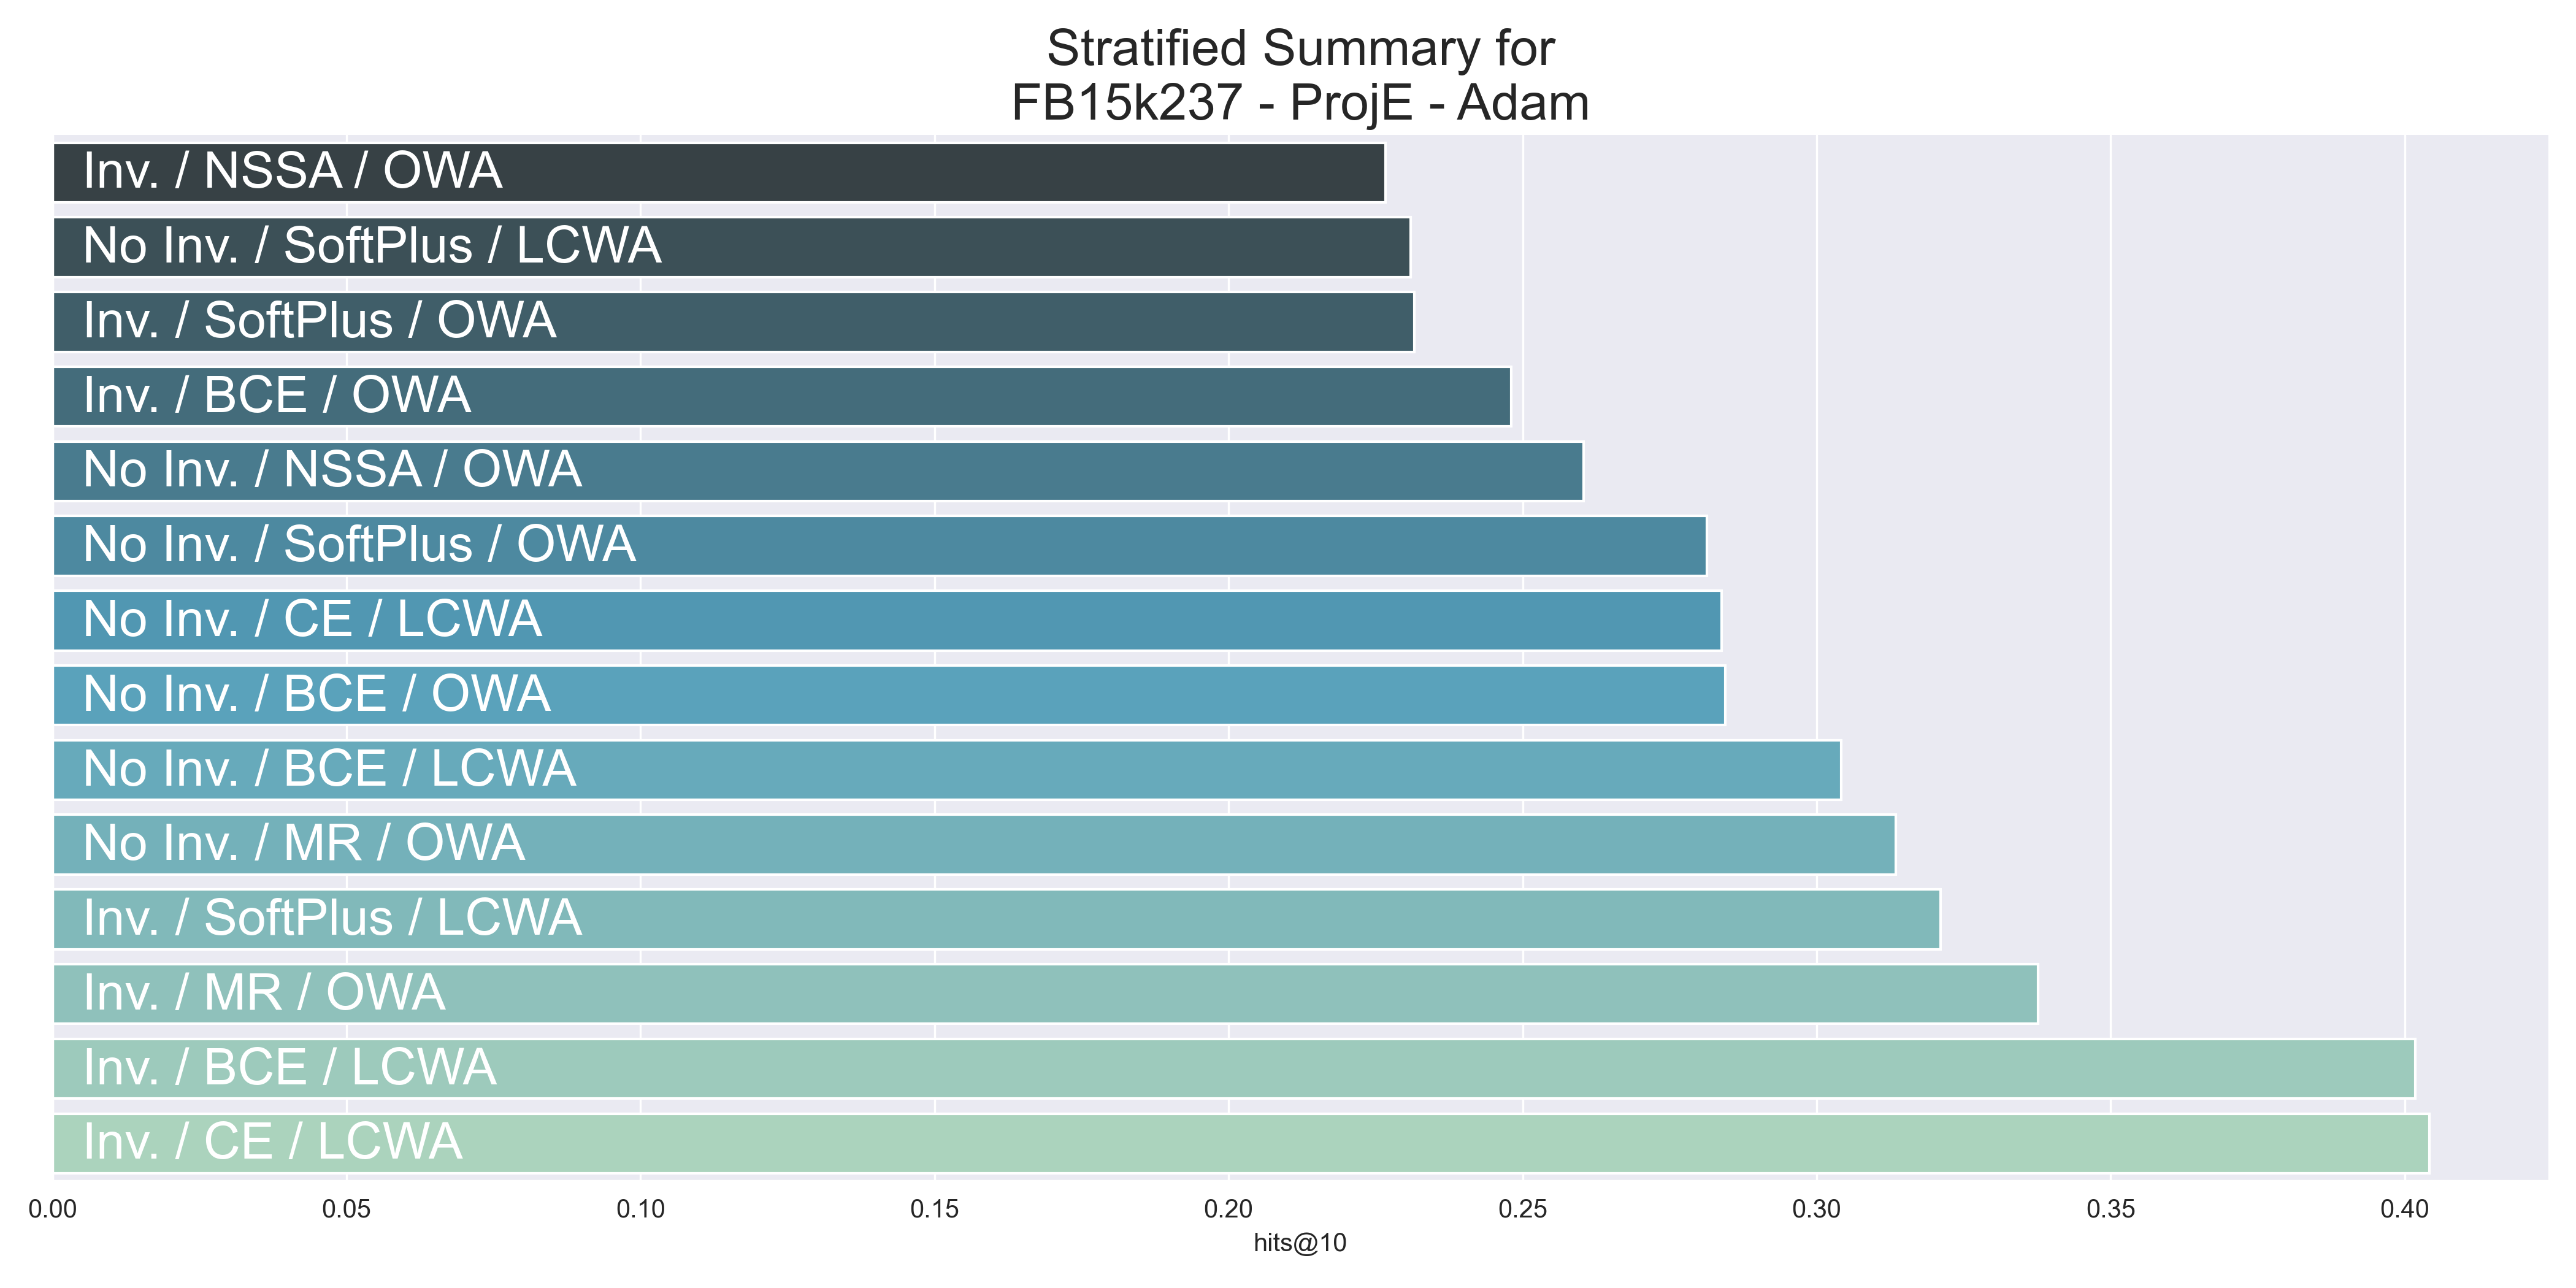 Stratified Summary for
FB15k237 - ProjE - Adam
Inv. / NSSA / OWA
No Inv. / SoftPlus / LCWA
Inv. / SoftPlus / OWA
Inv. / BCE / OWA
No Inv. / NSSA / OWA
No Inv. / SoftPlus / OWA
No Inv. / CE / LCWA
No Inv. / BCE / OWA
No Inv. / BCE / LCWA
No Inv. / MR / OWA
Inv. / SoftPlus / LCWA
Inv. / MR / OWA
Inv. / BCE / LCWA
Inv. / CE / LCWA
0.00 0.05 0.10 0.15 0.20 0.25 0.30 0.35 0.40
hits@10